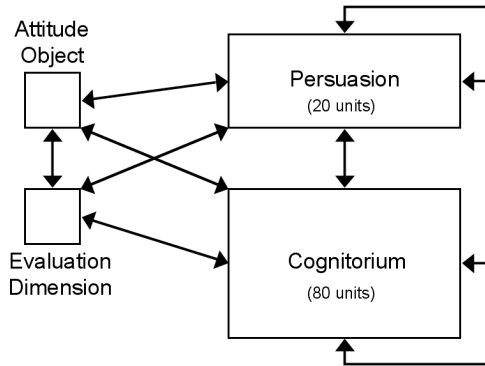 Attitude
Object
Persuasion
(20 units)
Evaluation
Dimension
Cognitorium
(80 units)